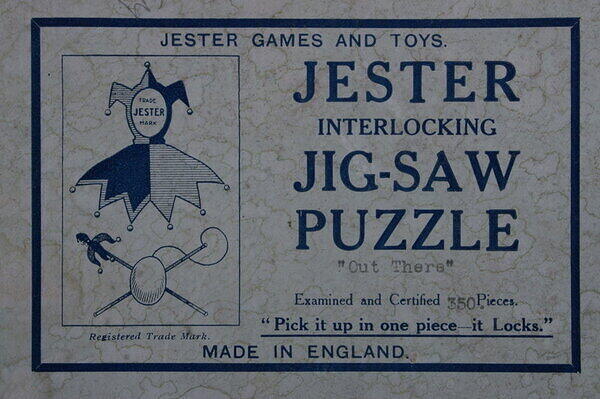 JESTER GAMES AND TOYS.
TRADE
JESTER
MARK
Registered Trade Mark.
JESTER
INTERLOCKING
JIG-SAW
PUZZLE
"Out There"
Examined and Certified 350 Pieces.
"Pick it up in one piece—it Locks."
MADE IN ENGLAND.